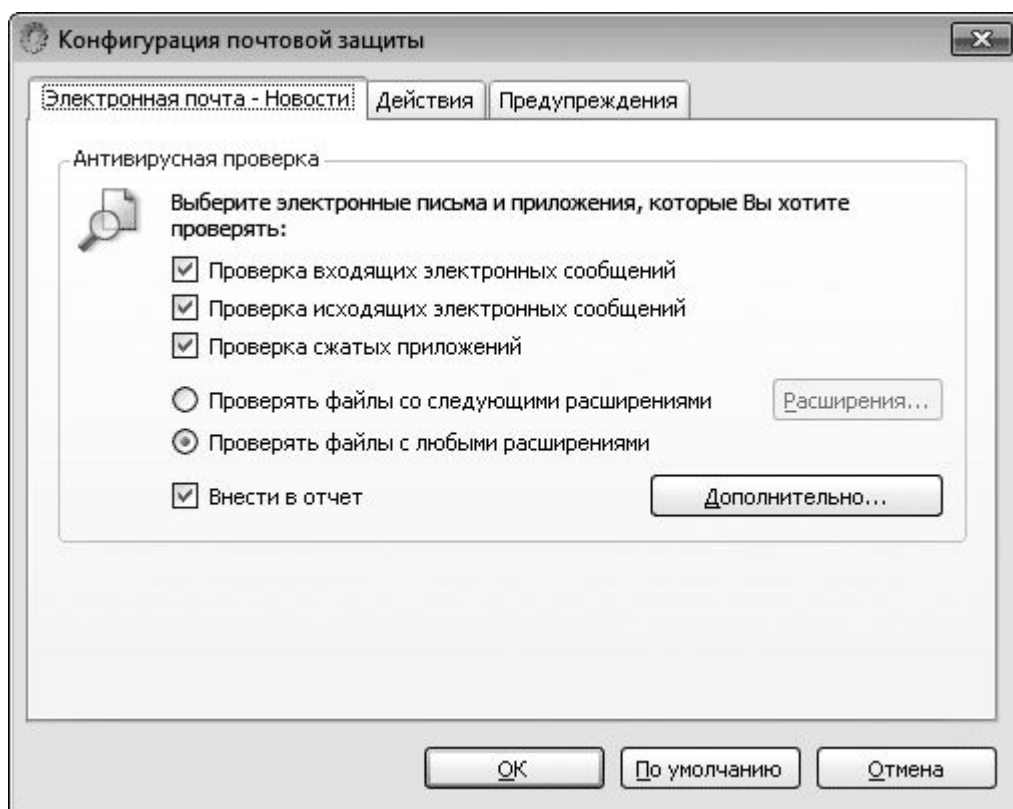 Конфигурация почтовой защиты
Электронная почта - Новости
Действия
Предупреждения
Антивирусная проверка
Выберите электронные письма и приложения, которые Вы хотите
проверять:
Проверка входящих электронных сообщений
Проверка исходящих электронных сообщений
Проверка сжатых приложений
Проверять файлы со следующими расширениями
Расширения...
Проверять файлы с любыми расширениями
Внести в отчет
Дополнительно...
ОК
По умолчанию
Отмена